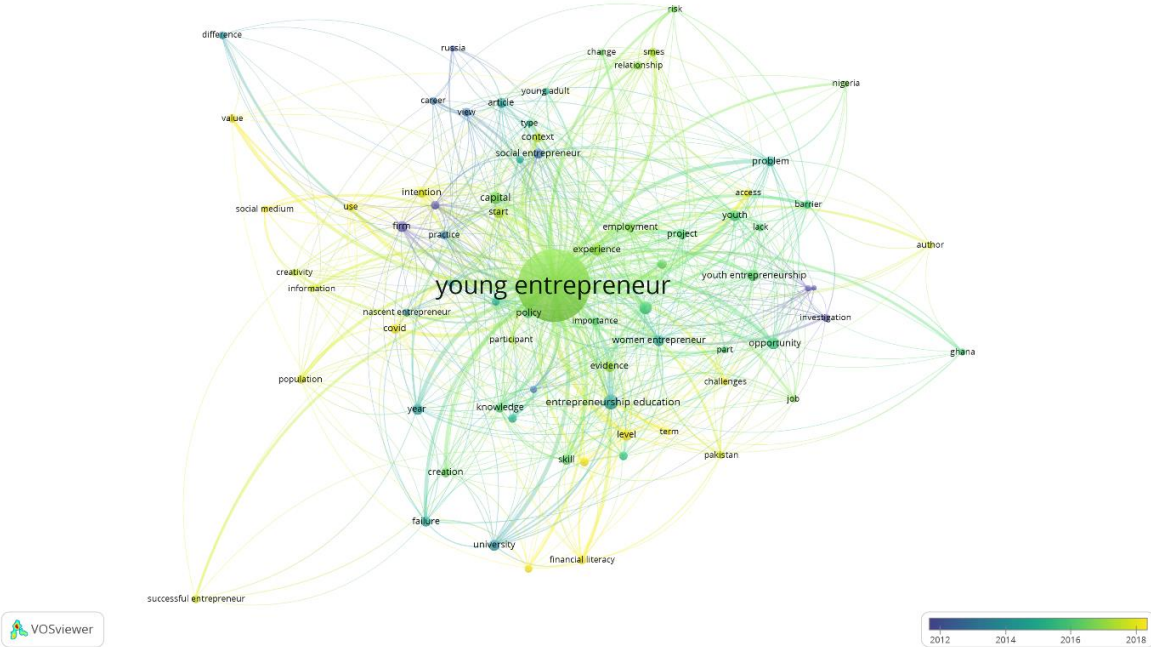 risk
difference
russia
change
smes
relationship
nigeria
young adult
career
article
view
value
type
context
social entrepreneur
problem
intention
access
capital
barrier
social medium
use
start
youth
firm
employment
lack
practice
project
author
experience
creativity
youth entrepreneurship
information
young entrepreneur
nascent entrepreneur
policy
investigation
importance
covid
participant
women entrepreneur
opportunity
part
ghana
evidence
population
challenges
job
entrepreneurship education
year
knowledge
level
term
pakistan
skill
creation
failure
university
financial literacy
successful entrepreneur
VOSviewer
2012 2014 2016 2018